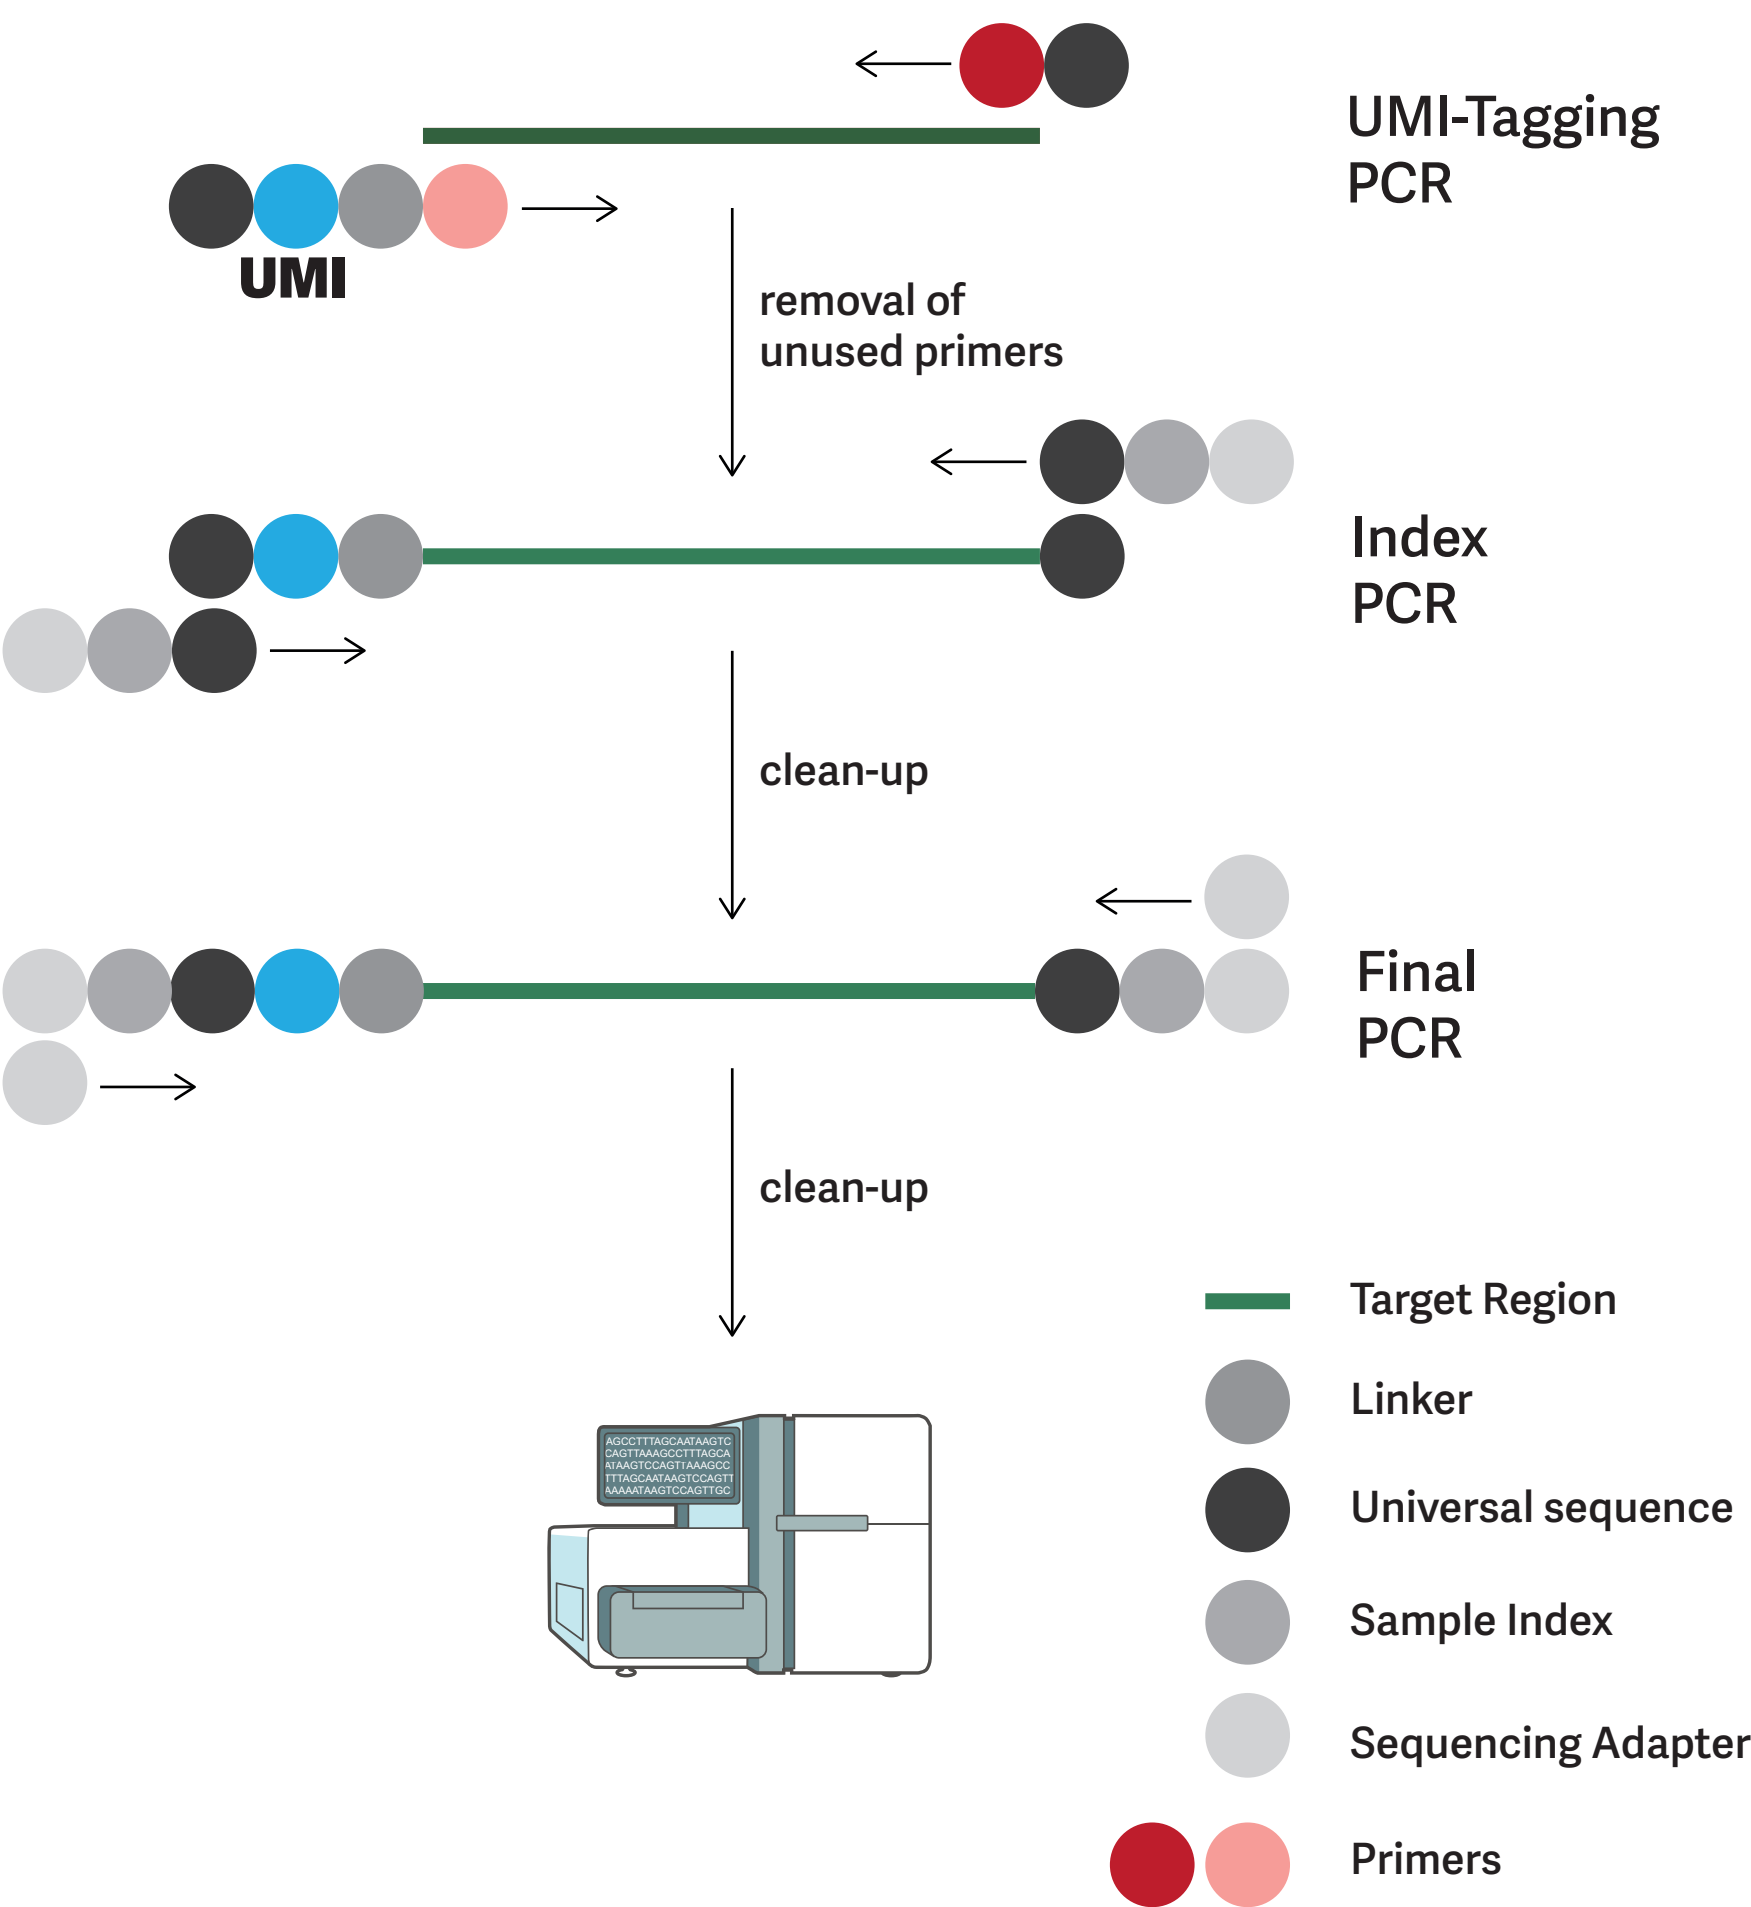 UMI-Tagging
PCR
UMI
removal of
unused primers
Index
PCR
clean-up
Final
PCR
clean-up
AGCCTTTAGCAATAAGTC
CAGTTAAAGCCTTTAGCA
ATAAGTCCAGTTAAAGCC
TTTAGCAATAAGTCCAGTT
AAAAATAAGTCCAGTTGC
Target Region
Linker
Universal sequence
Sample Index
Sequencing Adapter
Primers